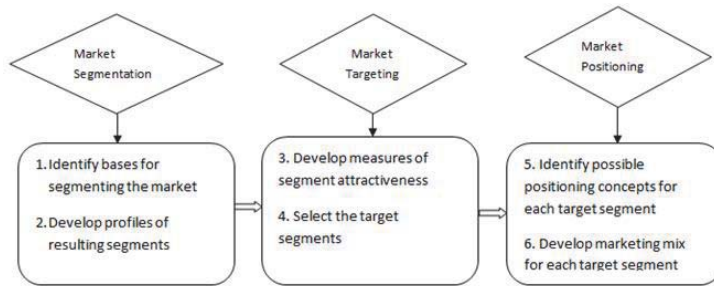 Market
Segmentation
Market
Targeting
Market
Positioning
1. Identify bases for
segmenting the market
2. Develop profiles of
resulting segments
3. Develop measures of
segment attractiveness
4. Select the target
segments
5. Identify possible
positioning concepts for
each target segment
6. Develop marketing mix
for each target segment